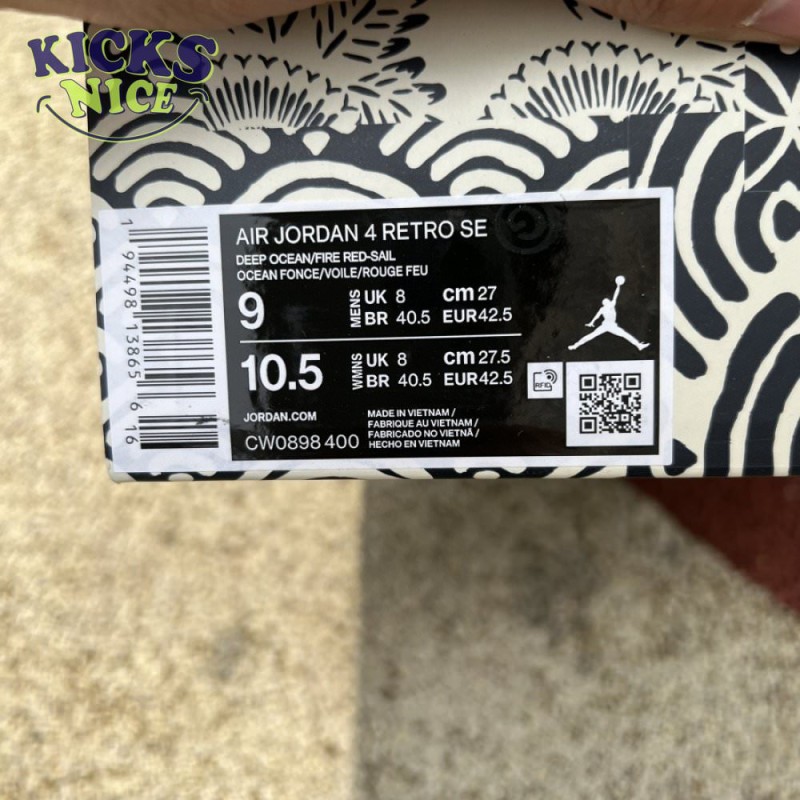 KICKS
NICE
AIR JORDAN 4 RETRO SE
DEEP OCEAN/FIRE RED-SAIL
OCEAN FONCE/VOILE/ROUGE FEU
9 MENS UK 8 cm 27
BR 40.5 EUR 42.5
10.5 WMNS UK 8 cm 27.5
BR 40.5 EUR 42.5
RFID
JORDAN.COM
CW0898 400
MADE IN VIETNAM /
FABRIQUE AU VIETNAM /
FABRICADO NO VIETNÃ /
HECHO EN VIETNAM
1 94498 13865 6 16